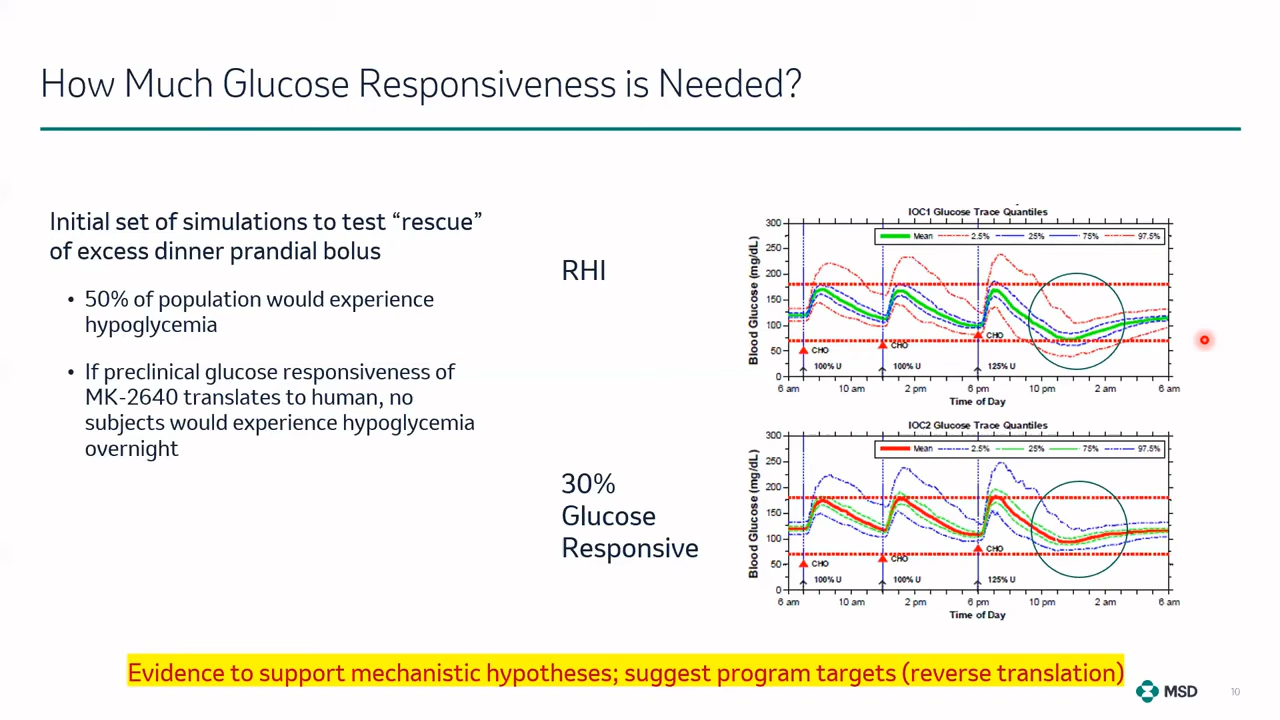 How Much Glucose Responsiveness is Needed?
Initial set of simulations to test “rescue”
of excess dinner prandial bolus
• 50% of population would experience
hypoglycemia
• If preclinical glucose responsiveness of
MK-2640 translates to human, no
subjects would experience hypoglycemia
overnight
RHI
30%
Glucose
Responsive
IOC1 Glucose Trace Quantiles
Mean 2.5% 25% 75% 97.5%
Blood Glucose (mg/dL)
300
250
200
150
100
50
0
CHO CHO CHO
100% U 100% U 125% U
6 am 10 am 2 pm 6 pm 10 pm 2 am 6 am
Time of Day
IOC2 Glucose Trace Quantiles
Mean 2.5% 25% 75% 97.5%
Blood Glucose (mg/dL)
300
250
200
150
100
50
0
CHO CHO CHO
100% U 100% U 125% U
6 am 10 am 2 pm 6 pm 10 pm 2 am 6 am
Time of Day
Evidence to support mechanistic hypotheses; suggest program targets (reverse translation)
MSD
10